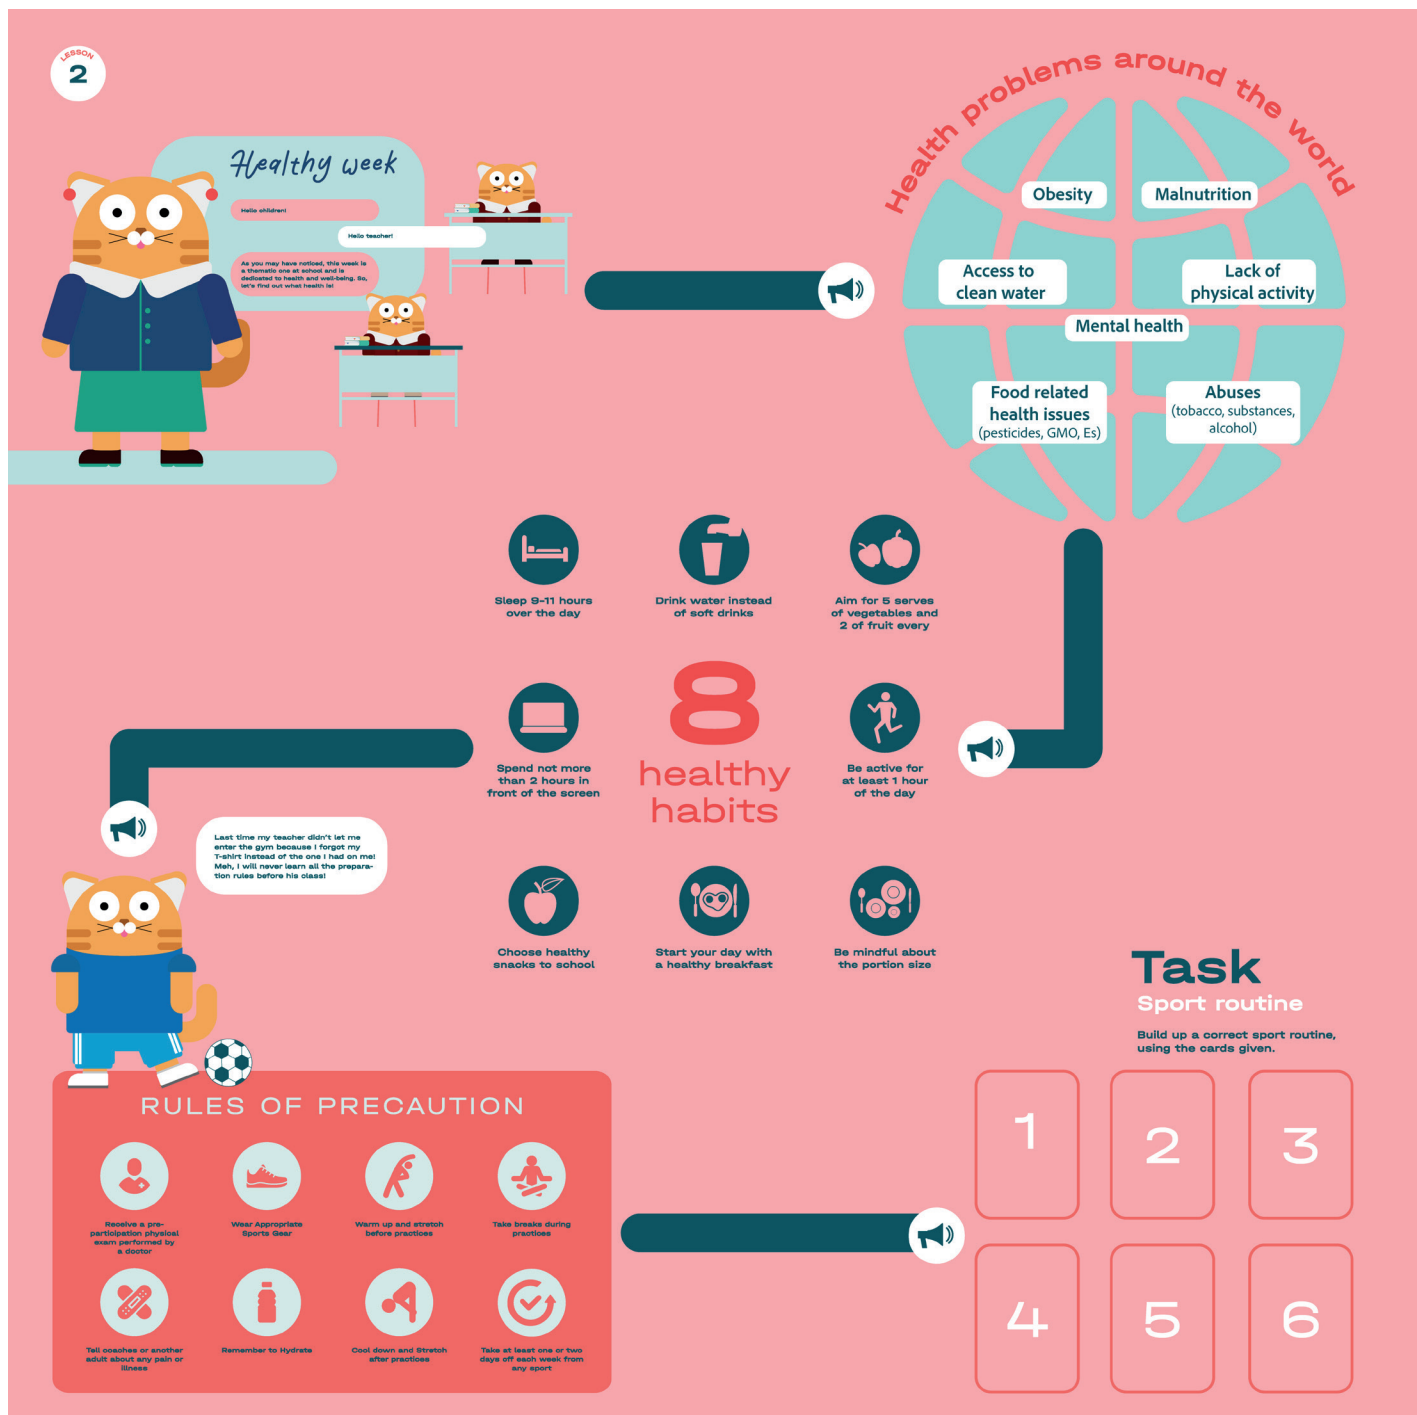 LESSON
2
Healthy week
Hello children!
Hello teacher!
As you may have noticed, this week is
a thematic one at school and is
dedicated to health and well-being. So,
let's find out what health is!
Health problems around the world
Obesity
Malnutrition
Access to
clean water
Lack of
physical activity
Mental health
Food related
health issues
(pesticides, GMO, Es)
Abuses
(tobacco, substances,
alcohol)
Sleep 9-11 hours
over the day
Drink water instead
of soft drinks
Aim for 5 serves
of vegetables and
2 of fruit every
Spend not more
than 2 hours in
front of the screen
8
healthy
habits
Be active for
at least 1 hour
of the day
Choose healthy
snacks to school
Start your day with
a healthy breakfast
Be mindful about
the portion size
Last time my teacher didn't let me
enter the gym because I forgot my
T-shirt instead of the one I had on me!
Meh, I will never learn all the prepara-
tion rules before his class!
RULES OF PRECAUTION
Receive a pre-
participation physical
exam performed by
a doctor
Wear Appropriate
Sports Gear
Warm up and stretch
before practices
Take breaks during
practices
Tell coaches or another
adult about any pain or
illness
Remember to Hydrate
Cool down and Stretch
after practices
Take at least one or two
days off each week from
any sport
Task
Sport routine
Build up a correct sport routine,
using the cards given.
1
2
3
4
5
6